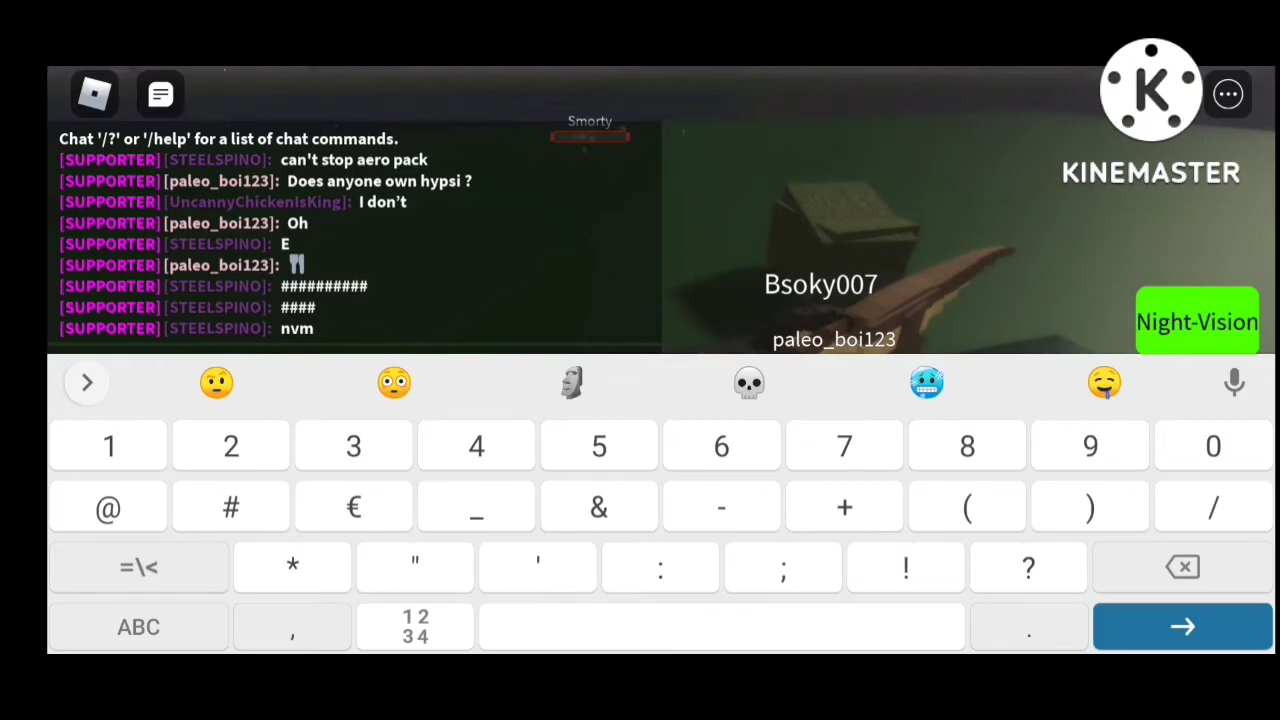 Smorty
Chat '/?' or '/help' for a list of chat commands.
[SUPPORTER] [STEELSPINO]: can't stop aero pack
[SUPPORTER] [paleo_boi123]: Does anyone own hypsi ?
[SUPPORTER] [UncannyChickenIsKing]: I don't
[SUPPORTER] [paleo_boi123]: Oh
[SUPPORTER] [STEELSPINO]: E
[SUPPORTER] [paleo_boi123]: 🍴
[SUPPORTER] [STEELSPINO]: ##########
[SUPPORTER] [STEELSPINO]: ####
[SUPPORTER] [STEELSPINO]: nvm
K
KINEMASTER
Bsoky007
paleo_boi123
Night-Vision
1 2 3 4 5 6 7 8 9 0
@ # € _ & - + ( ) /
=\< * " ' : ; ! ?
ABC , 12 .
34